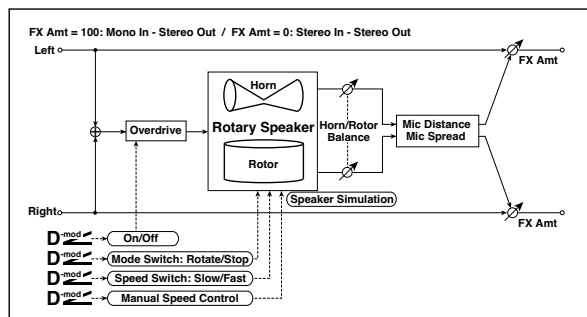 FX Amt = 100: Mono In - Stereo Out / FX Amt = 0: Stereo In - Stereo Out
Left
FX Amt
Horn
Overdrive
Rotary Speaker
Horn/Rotor
Balance
Mic Distance
Mic Spread
Rotor
Speaker Simulation
Right
FX Amt
D-mod
On/Off
D-mod
Mode Switch: Rotate/Stop
D-mod
Speed Switch: Slow/Fast
D-mod
Manual Speed Control